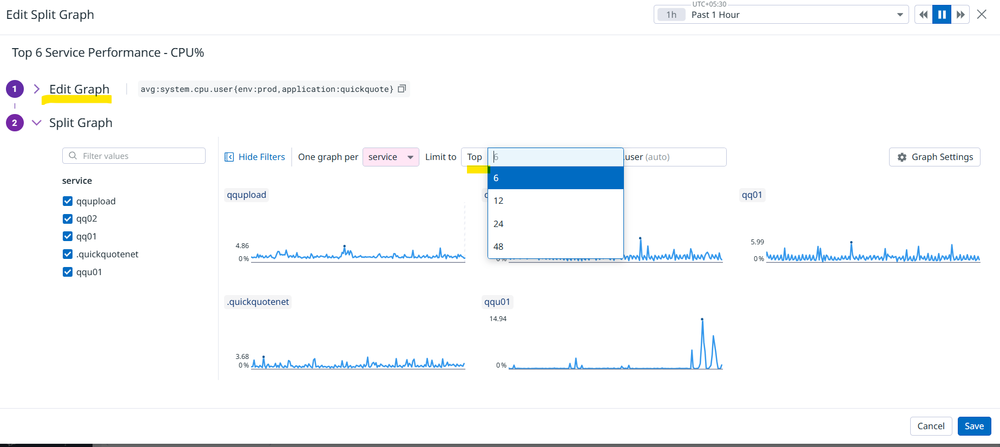 Edit Split Graph
UTC+05:30
1h Past 1 Hour
Top 6 Service Performance - CPU%
1 Edit Graph avg:system.cpu.user{env:prod,application:quickquote}
2 Split Graph
Filter values
Hide Filters One graph per service Limit to Top 6 .user (auto) Graph Settings
service
qqupload
qq02
qq01
.quickquotenet
qqu01
6
12
24
48
qqupload
4.86
0 %
0 %
qq01
5.99
0 %
.quickquotenet
3.68
0 %
qqu01
14.94
0 %
Cancel Save